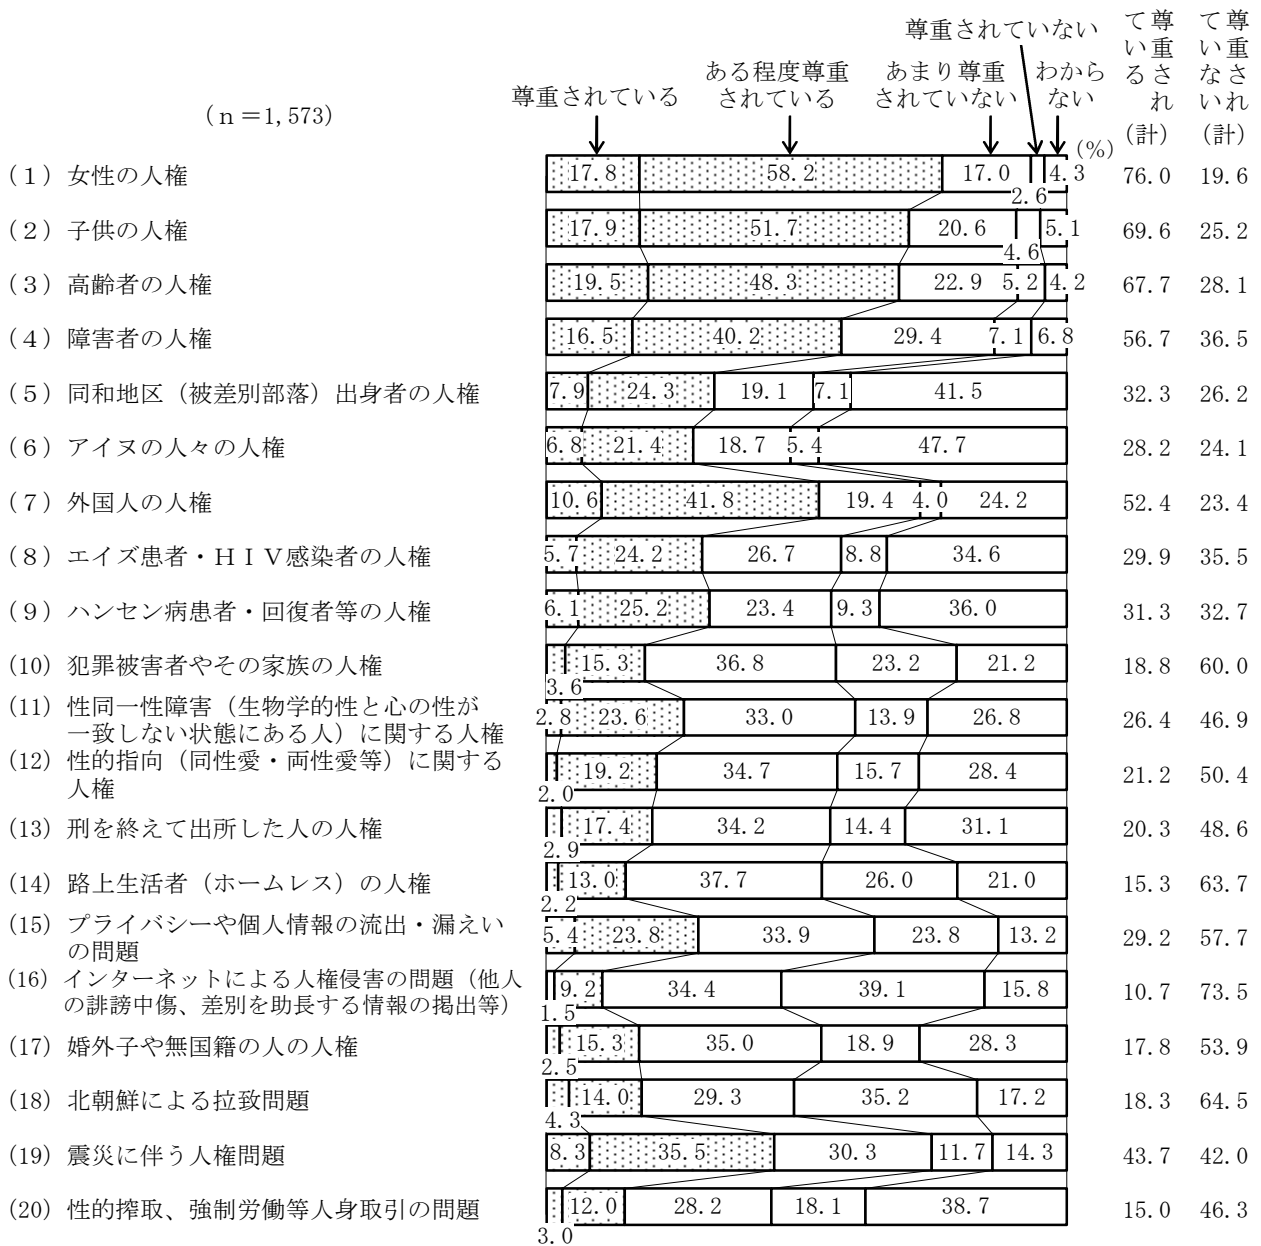 尊重されていない
尊重されている
ある程度尊重
されている
あまり尊重
されていない
わから
ない
尊重され
ている
(計)
尊重され
ていない
(計)
(n=1,573)
(%)
(1) 女性の人権 17.8 58.2 17.0 2.6 4.3 76.0 19.6
(2) 子供の人権 17.9 51.7 20.6 4.6 5.1 69.6 25.2
(3) 高齢者の人権 19.5 48.3 22.9 5.2 4.2 67.7 28.1
(4) 障害者の人権 16.5 40.2 29.4 7.1 6.8 56.7 36.5
(5) 同和地区(被差別部落)出身者の人権 7.9 24.3 19.1 7.1 41.5 32.3 26.2
(6) アイヌの人々の人権 6.8 21.4 18.7 5.4 47.7 28.2 24.1
(7) 外国人の人権 10.6 41.8 19.4 4.0 24.2 52.4 23.4
(8) エイズ患者・HIV感染者の人権 5.7 24.2 26.7 8.8 34.6 29.9 35.5
(9) ハンセン病患者・回復者等の人権 6.1 25.2 23.4 9.3 36.0 31.3 32.7
(10) 犯罪被害者やその家族の人権 3.6 15.3 36.8 23.2 21.2 18.8 60.0
(11) 性同一性障害(生物学的性と心の性が
一致しない状態にある人)に関する人権 2.8 23.6 33.0 13.9 26.8 26.4 46.9
(12) 性的指向(同性愛・両性愛等)に関する
人権 2.0 19.2 34.7 15.7 28.4 21.2 50.4
(13) 刑を終えて出所した人の人権 2.9 17.4 34.2 14.4 31.1 20.3 48.6
(14) 路上生活者(ホームレス)の人権 2.2 13.0 37.7 26.0 21.0 15.3 63.7
(15) プライバシーや個人情報の流出・漏えい
の問題 5.4 23.8 33.9 23.8 13.2 29.2 57.7
(16) インターネットによる人権侵害の問題(他人
の誹謗中傷、差別を助長する情報の掲出等) 1.5 9.2 34.4 39.1 15.8 10.7 73.5
(17) 婚外子や無国籍の人の人権 2.5 15.3 35.0 18.9 28.3 17.8 53.9
(18) 北朝鮮による拉致問題 4.3 14.0 29.3 35.2 17.2 18.3 64.5
(19) 震災に伴う人権問題 8.3 35.5 30.3 11.7 14.3 43.7 42.0
(20) 性的搾取、強制労働等人身取引の問題 3.0 12.0 28.2 18.1 38.7 15.0 46.3